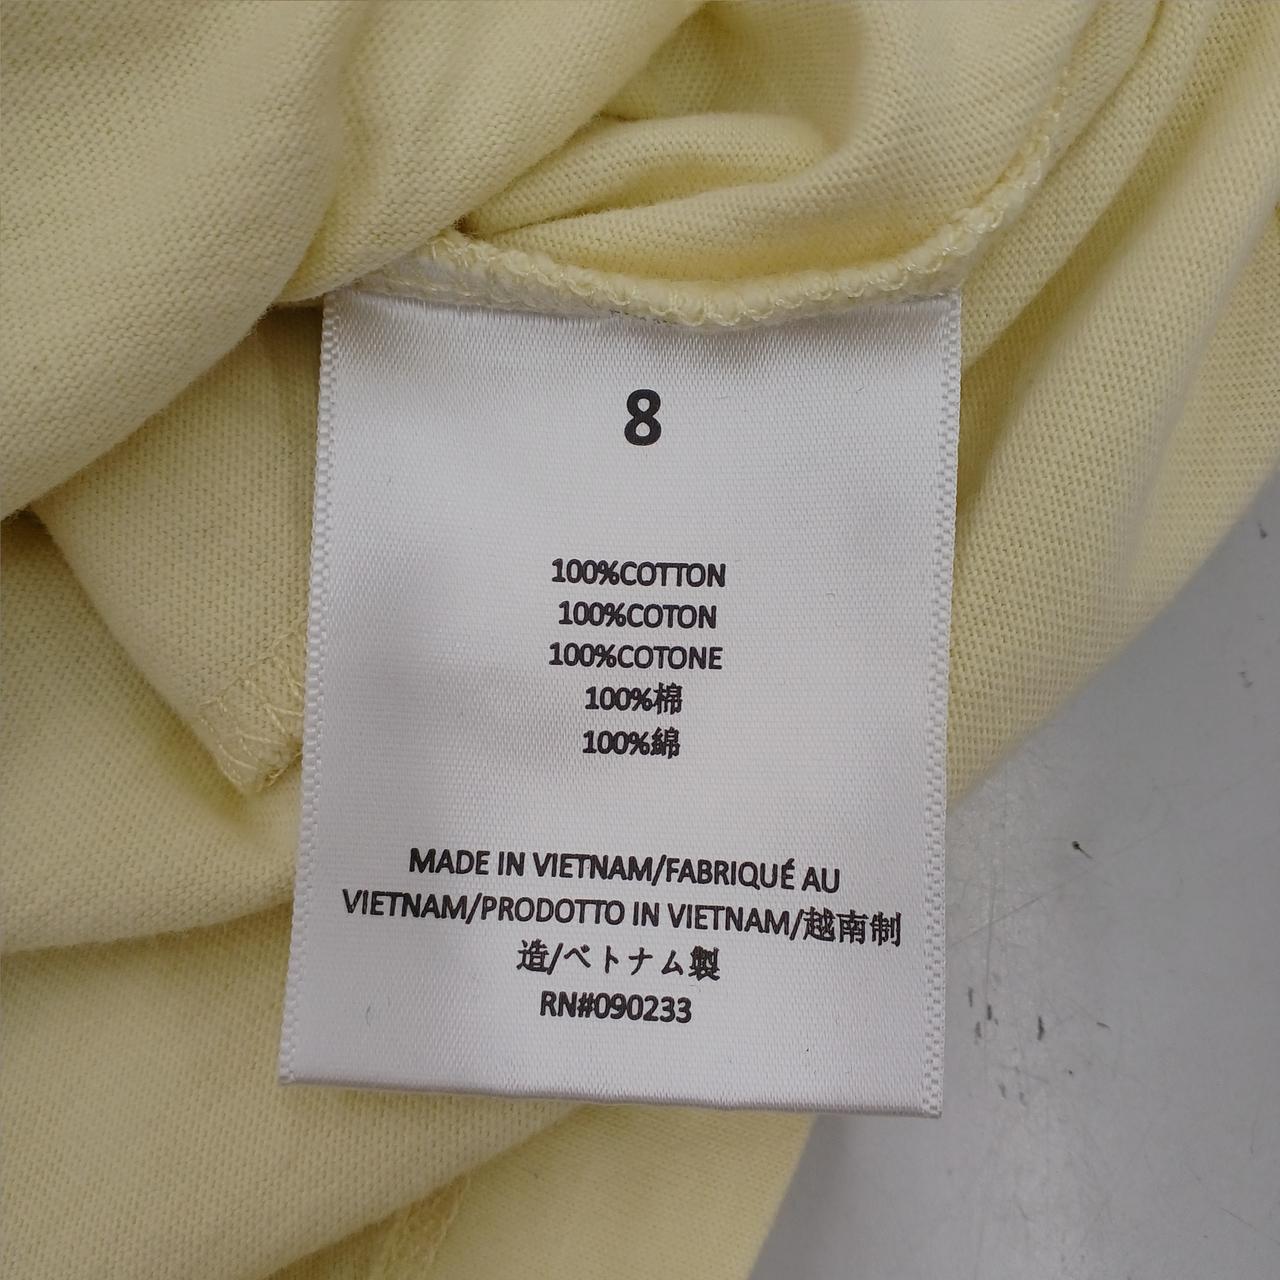 8
100%COTTON
100%COTON
100%COTONE
100%棉
100%綿
MADE IN VIETNAM/FABRIQUÉ AU
VIETNAM/PRODOTTO IN VIETNAM/越南制
造/ベトナム製
RN#090233